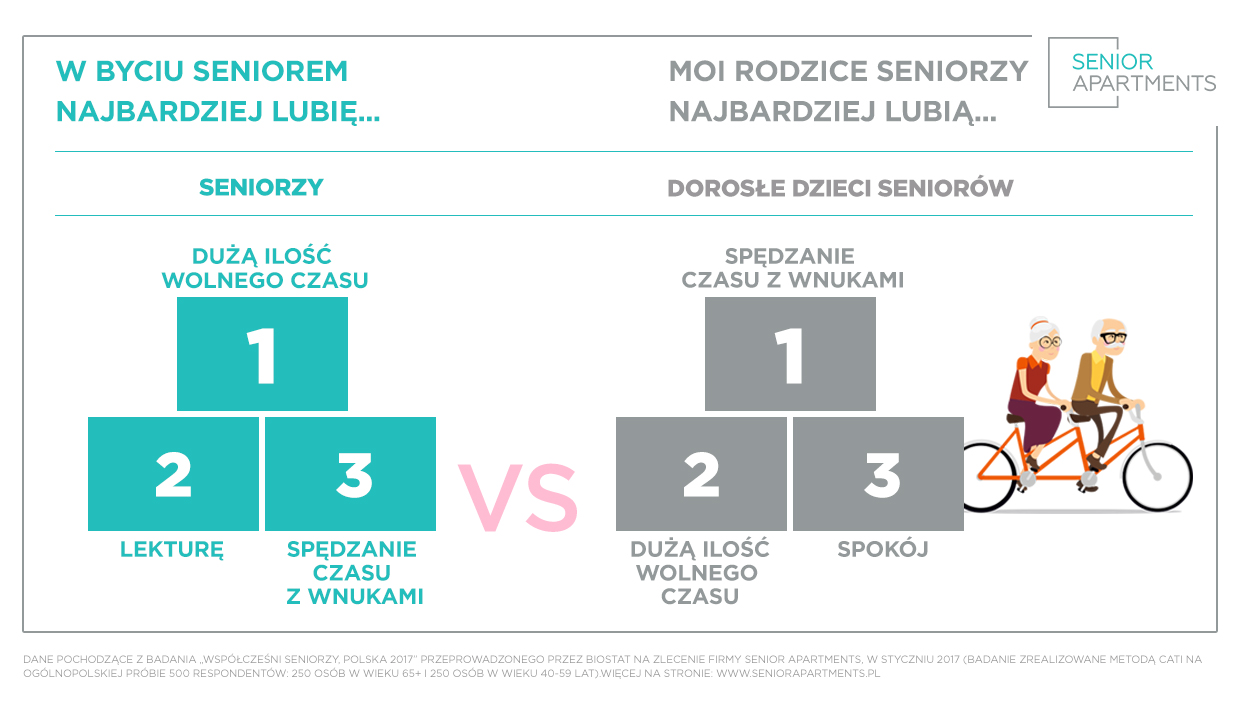 W BYCIU SENIOREM
NAJBARDZIEJ LUBIĘ...
MOI RODZICE SENIORZY
NAJBARDZIEJ LUBIĄ...
SENIOR
APARTMENTS
SENIORZY
DOROSŁE DZIECI SENIORÓW
DUŻĄ ILOŚĆ
WOLNEGO CZASU
1
2
3
LEKTURĘ
SPĘDZANIE
CZASU
Z WNUKAMI
VS
SPĘDZANIE
CZASU Z WNUKAMI
1
2
3
DUŻĄ ILOŚĆ
WOLNEGO
CZASU
SPOKÓJ
DANE POCHODZĄCE Z BADANIA „WSPÓŁCZEŚNI SENIORZY, POLSKA 2017” PRZEPROWADZONEGO PRZEZ BIOSTAT NA ZLECENIE FIRMY SENIOR APARTMENTS, W STYCZNIU 2017 (BADANIE ZREALIZOWANE METODĄ CATI NA
OGÓLNOPOLSKIEJ PRÓBIE 500 RESPONDENTÓW: 250 OSÓB W WIEKU 65+ I 250 OSÓB W WIEKU 40-59 LAT).WIĘCEJ NA STRONIE: WWW.SENIORAPARTMENTS.PL